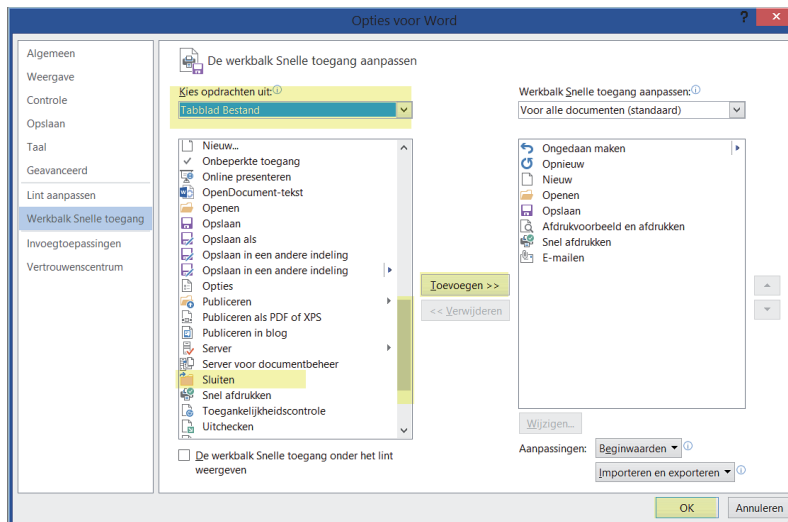 Opties voor Word
?
×
Algemeen
Weergave
Controle
Opslaan
Taal
Geavanceerd
Lint aanpassen
Werkbalk Snelle toegang
Invoegtoepassingen
Vertrouwenscentrum
De werkbalk Snelle toegang aanpassen
Kies opdrachten uit:
Tabblad Bestand
Nieuw...
Onbeperkte toegang
Online presenteren
OpenDocument-tekst
Openen
Opslaan
Opslaan als
Opslaan in een andere indeling
Opslaan in een andere indeling
Opties
Publiceren
Publiceren als PDF of XPS
Publiceren in blog
Server
Server voor documentbeheer
Sluiten
Snel afdrukken
Toegankelijkheidscontrole
Uitchecken
De werkbalk Snelle toegang onder het lint
weergeven
Toevoegen >>
<< Verwijderen
Werkbalk Snelle toegang aanpassen:
Voor alle documenten (standaard)
Ongedaan maken
Opnieuw
Nieuw
Openen
Opslaan
Afdrukvoorbeeld en afdrukken
Snel afdrukken
E-mailen
Wijzigen...
Aanpassingen: Beginwaarden
Importeren en exporteren
OK
Annuleren